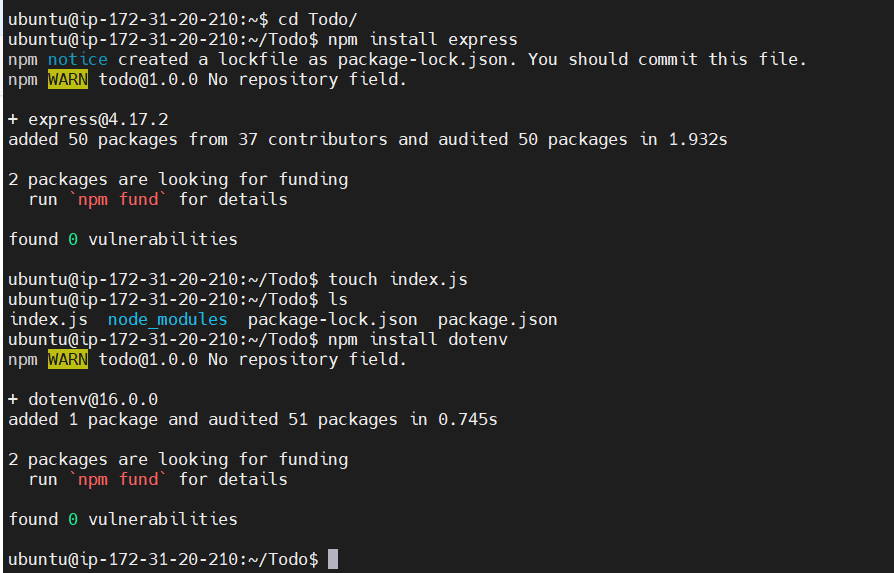 ubuntu@ip-172-31-20-210:~$ cd Todo/
ubuntu@ip-172-31-20-210:~/Todo$ npm install express
npm notice created a lockfile as package-lock.json. You should commit this file.
npm WARN todo@1.0.0 No repository field.
+ express@4.17.2
added 50 packages from 37 contributors and audited 50 packages in 1.932s
2 packages are looking for funding
  run `npm fund` for details
found 0 vulnerabilities
ubuntu@ip-172-31-20-210:~/Todo$ touch index.js
ubuntu@ip-172-31-20-210:~/Todo$ ls
index.js  node_modules  package-lock.json  package.json
ubuntu@ip-172-31-20-210:~/Todo$ npm install dotenv
npm WARN todo@1.0.0 No repository field.
+ dotenv@16.0.0
added 1 package and audited 51 packages in 0.745s
2 packages are looking for funding
  run `npm fund` for details
found 0 vulnerabilities
ubuntu@ip-172-31-20-210:~/Todo$